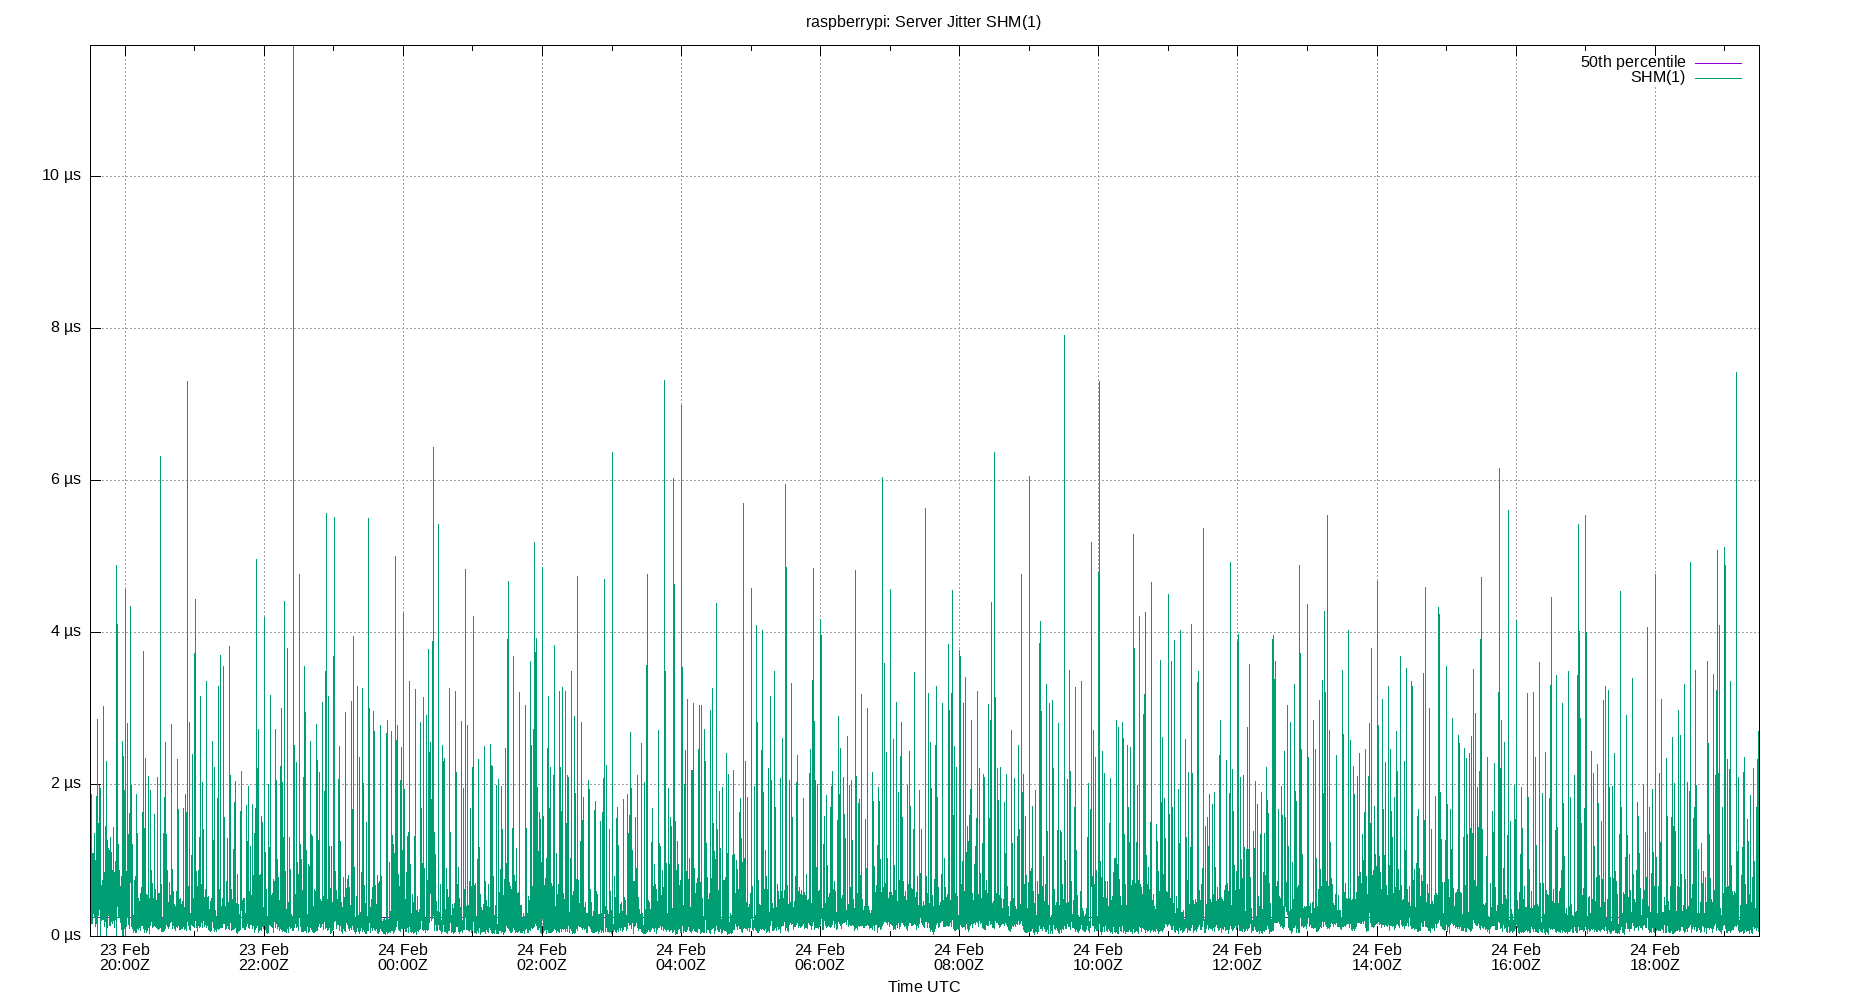 raspberrypi: Server Jitter SHM(1)
50th percentile
SHM(1)
10 µs
8 µs
6 µs
4 µs
2 µs
0 µs
23 Feb 23 Feb 24 Feb 24 Feb 24 Feb 24 Feb 24 Feb 24 Feb 24 Feb 24 Feb 24 Feb 24 Feb
20:00Z 22:00Z 00:00Z 02:00Z 04:00Z 06:00Z 08:00Z 10:00Z 12:00Z 14:00Z 16:00Z 18:00Z
Time UTC